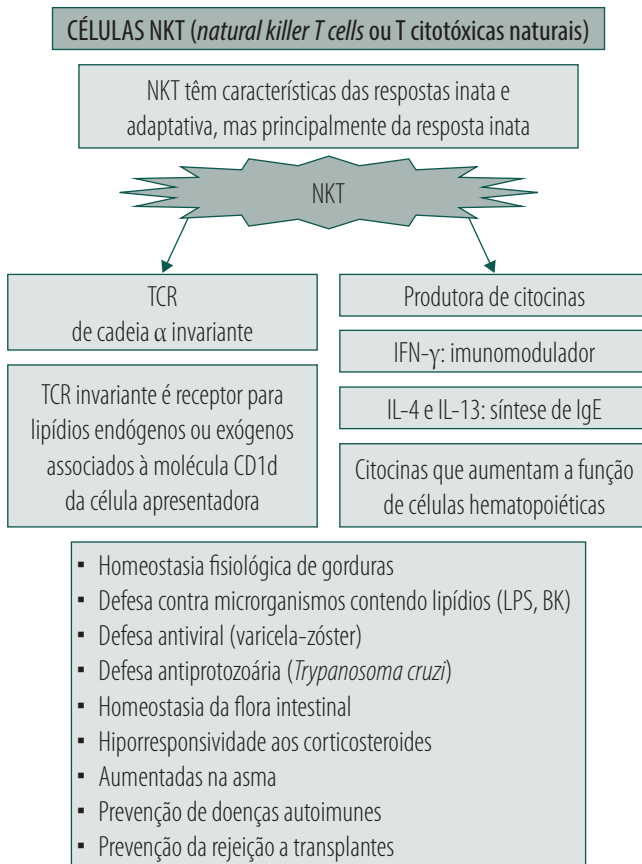 CÉLULAS NKT (natural killer T cells ou T citotóxicas naturais)
NKT têm características das respostas inata e
adaptativa, mas principalmente da resposta inata
NKT
TCR
de cadeia α invariante
TCR invariante é receptor para
lipídios endógenos ou exógenos
associados à molécula CD1d
da célula apresentadora
Produtora de citocinas
IFN-γ: imunomodulador
IL-4 e IL-13: síntese de IgE
Citocinas que aumentam a função
de células hematopoiéticas
▪ Homeostasia fisiológica de gorduras
▪ Defesa contra microrganismos contendo lipídios (LPS, BK)
▪ Defesa antiviral (varicela-zóster)
▪ Defesa antiprotozoária (Trypanosoma cruzi)
▪ Homeostasia da flora intestinal
▪ Hiporresponsividade aos corticosteroides
▪ Aumentadas na asma
▪ Prevenção de doenças autoimunes
▪ Prevenção da rejeição a transplantes